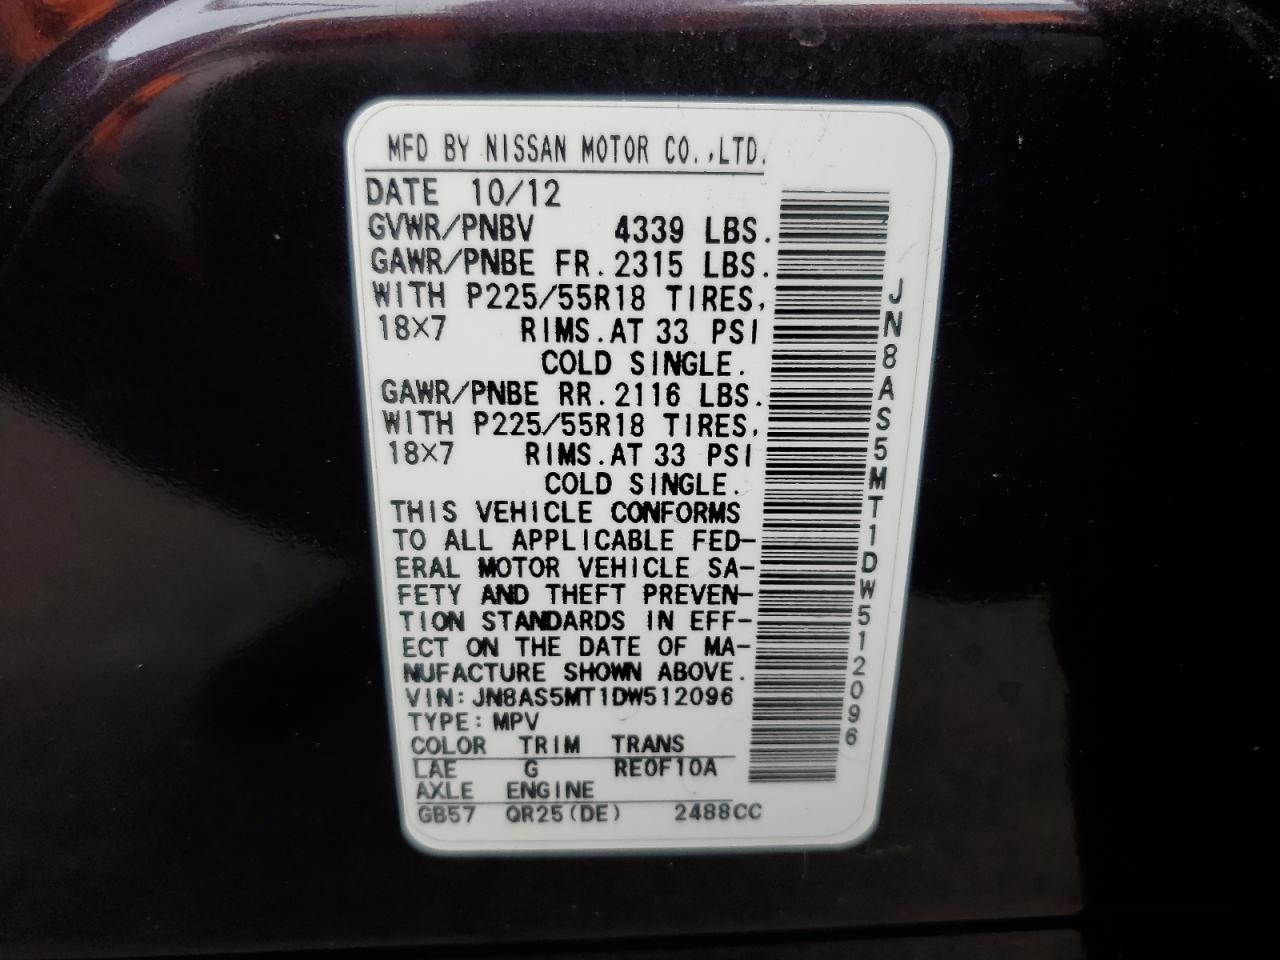 MFD BY NISSAN MOTOR CO.,LTD.
DATE 10/12
GVWR/PNBV 4339 LBS.
GAWR/PNBE FR. 2315 LBS.
WITH P225/55R18 TIRES,
18×7 RIMS.AT 33 PSI
COLD SINGLE.
GAWR/PNBE RR. 2116 LBS.
WITH P225/55R18 TIRES,
18×7 RIMS.AT 33 PSI
COLD SINGLE.
THIS VEHICLE CONFORMS
TO ALL APPLICABLE FED-
ERAL MOTOR VEHICLE SA-
FETY AND THEFT PREVEN-
TION STANDARDS IN EFF-
ECT ON THE DATE OF MA-
NUFACTURE SHOWN ABOVE.
VIN: JN8AS5MT1DW512096
TYPE: MPV
COLOR TRIM TRANS
LAE G RE0F10A
AXLE ENGINE
GB57 QR25(DE) 2488CC
JN8AS5MT1DW512096